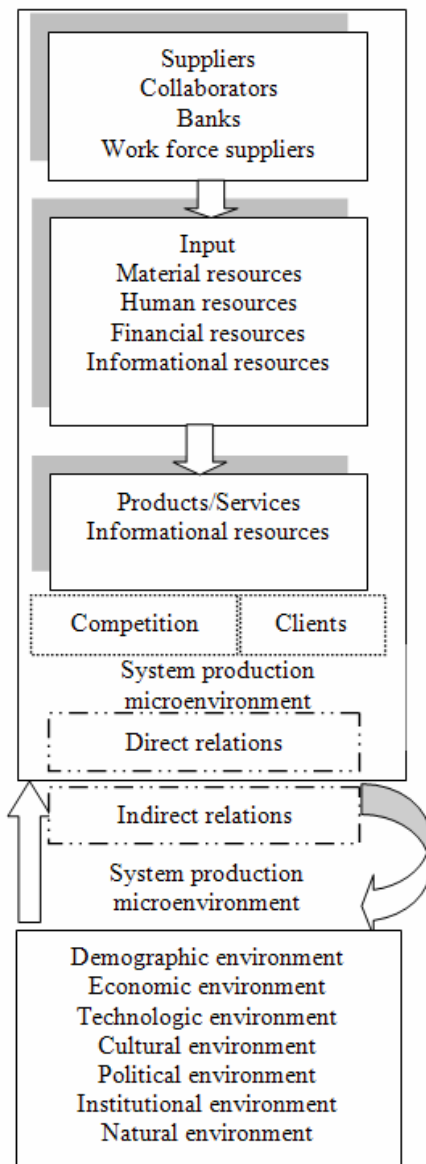 Suppliers
Collaborators
Banks
Work force suppliers
Input
Material resources
Human resources
Financial resources
Informational resources
Products/Services
Informational resources
Competition
Clients
System production
microenvironment
Direct relations
Indirect relations
System production
microenvironment
Demographic environment
Economic environment
Technologic environment
Cultural environment
Political environment
Institutional environment
Natural environment